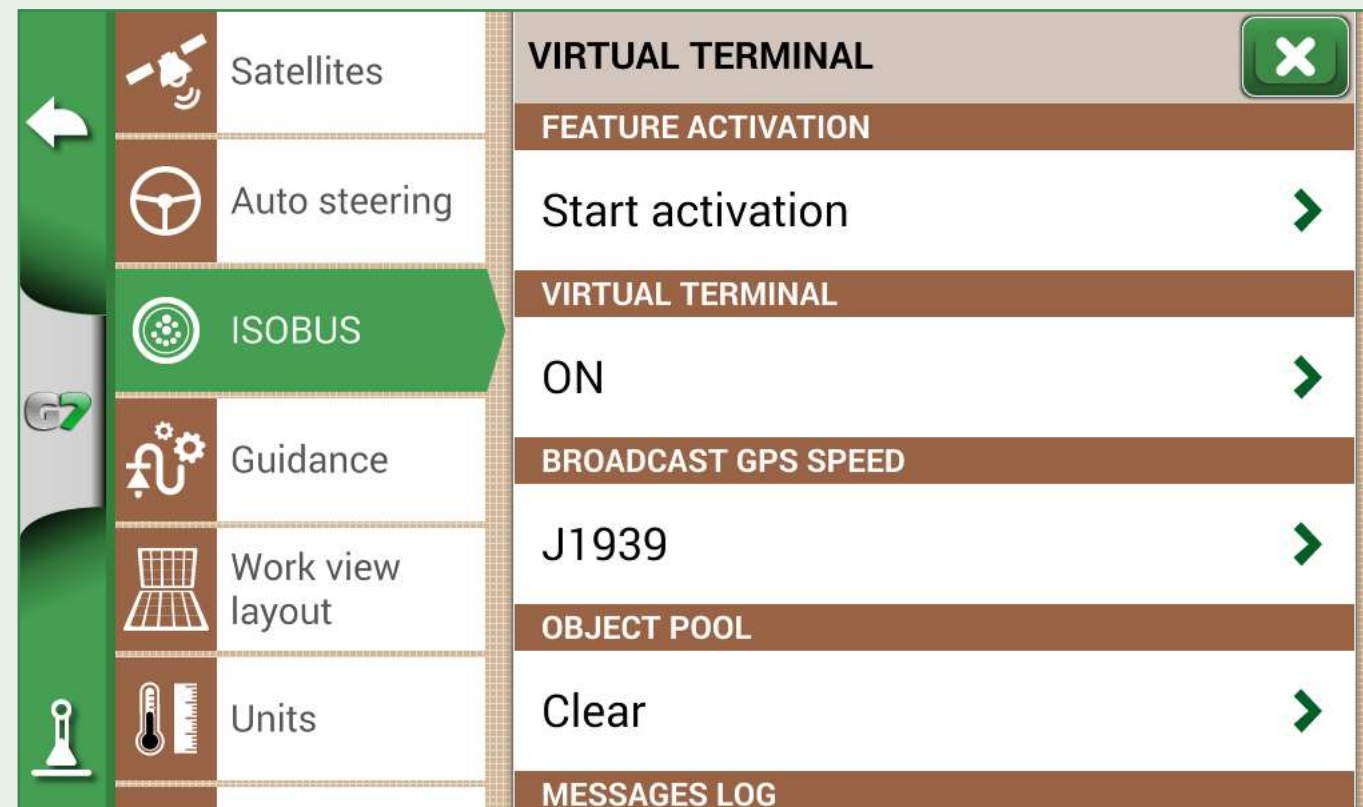 Satellites
Auto steering
ISOBUS
G7
Guidance
Work view
layout
Units
VIRTUAL TERMINAL
FEATURE ACTIVATION
Start activation
VIRTUAL TERMINAL
ON
BROADCAST GPS SPEED
J1939
OBJECT POOL
Clear
MESSAGES LOG